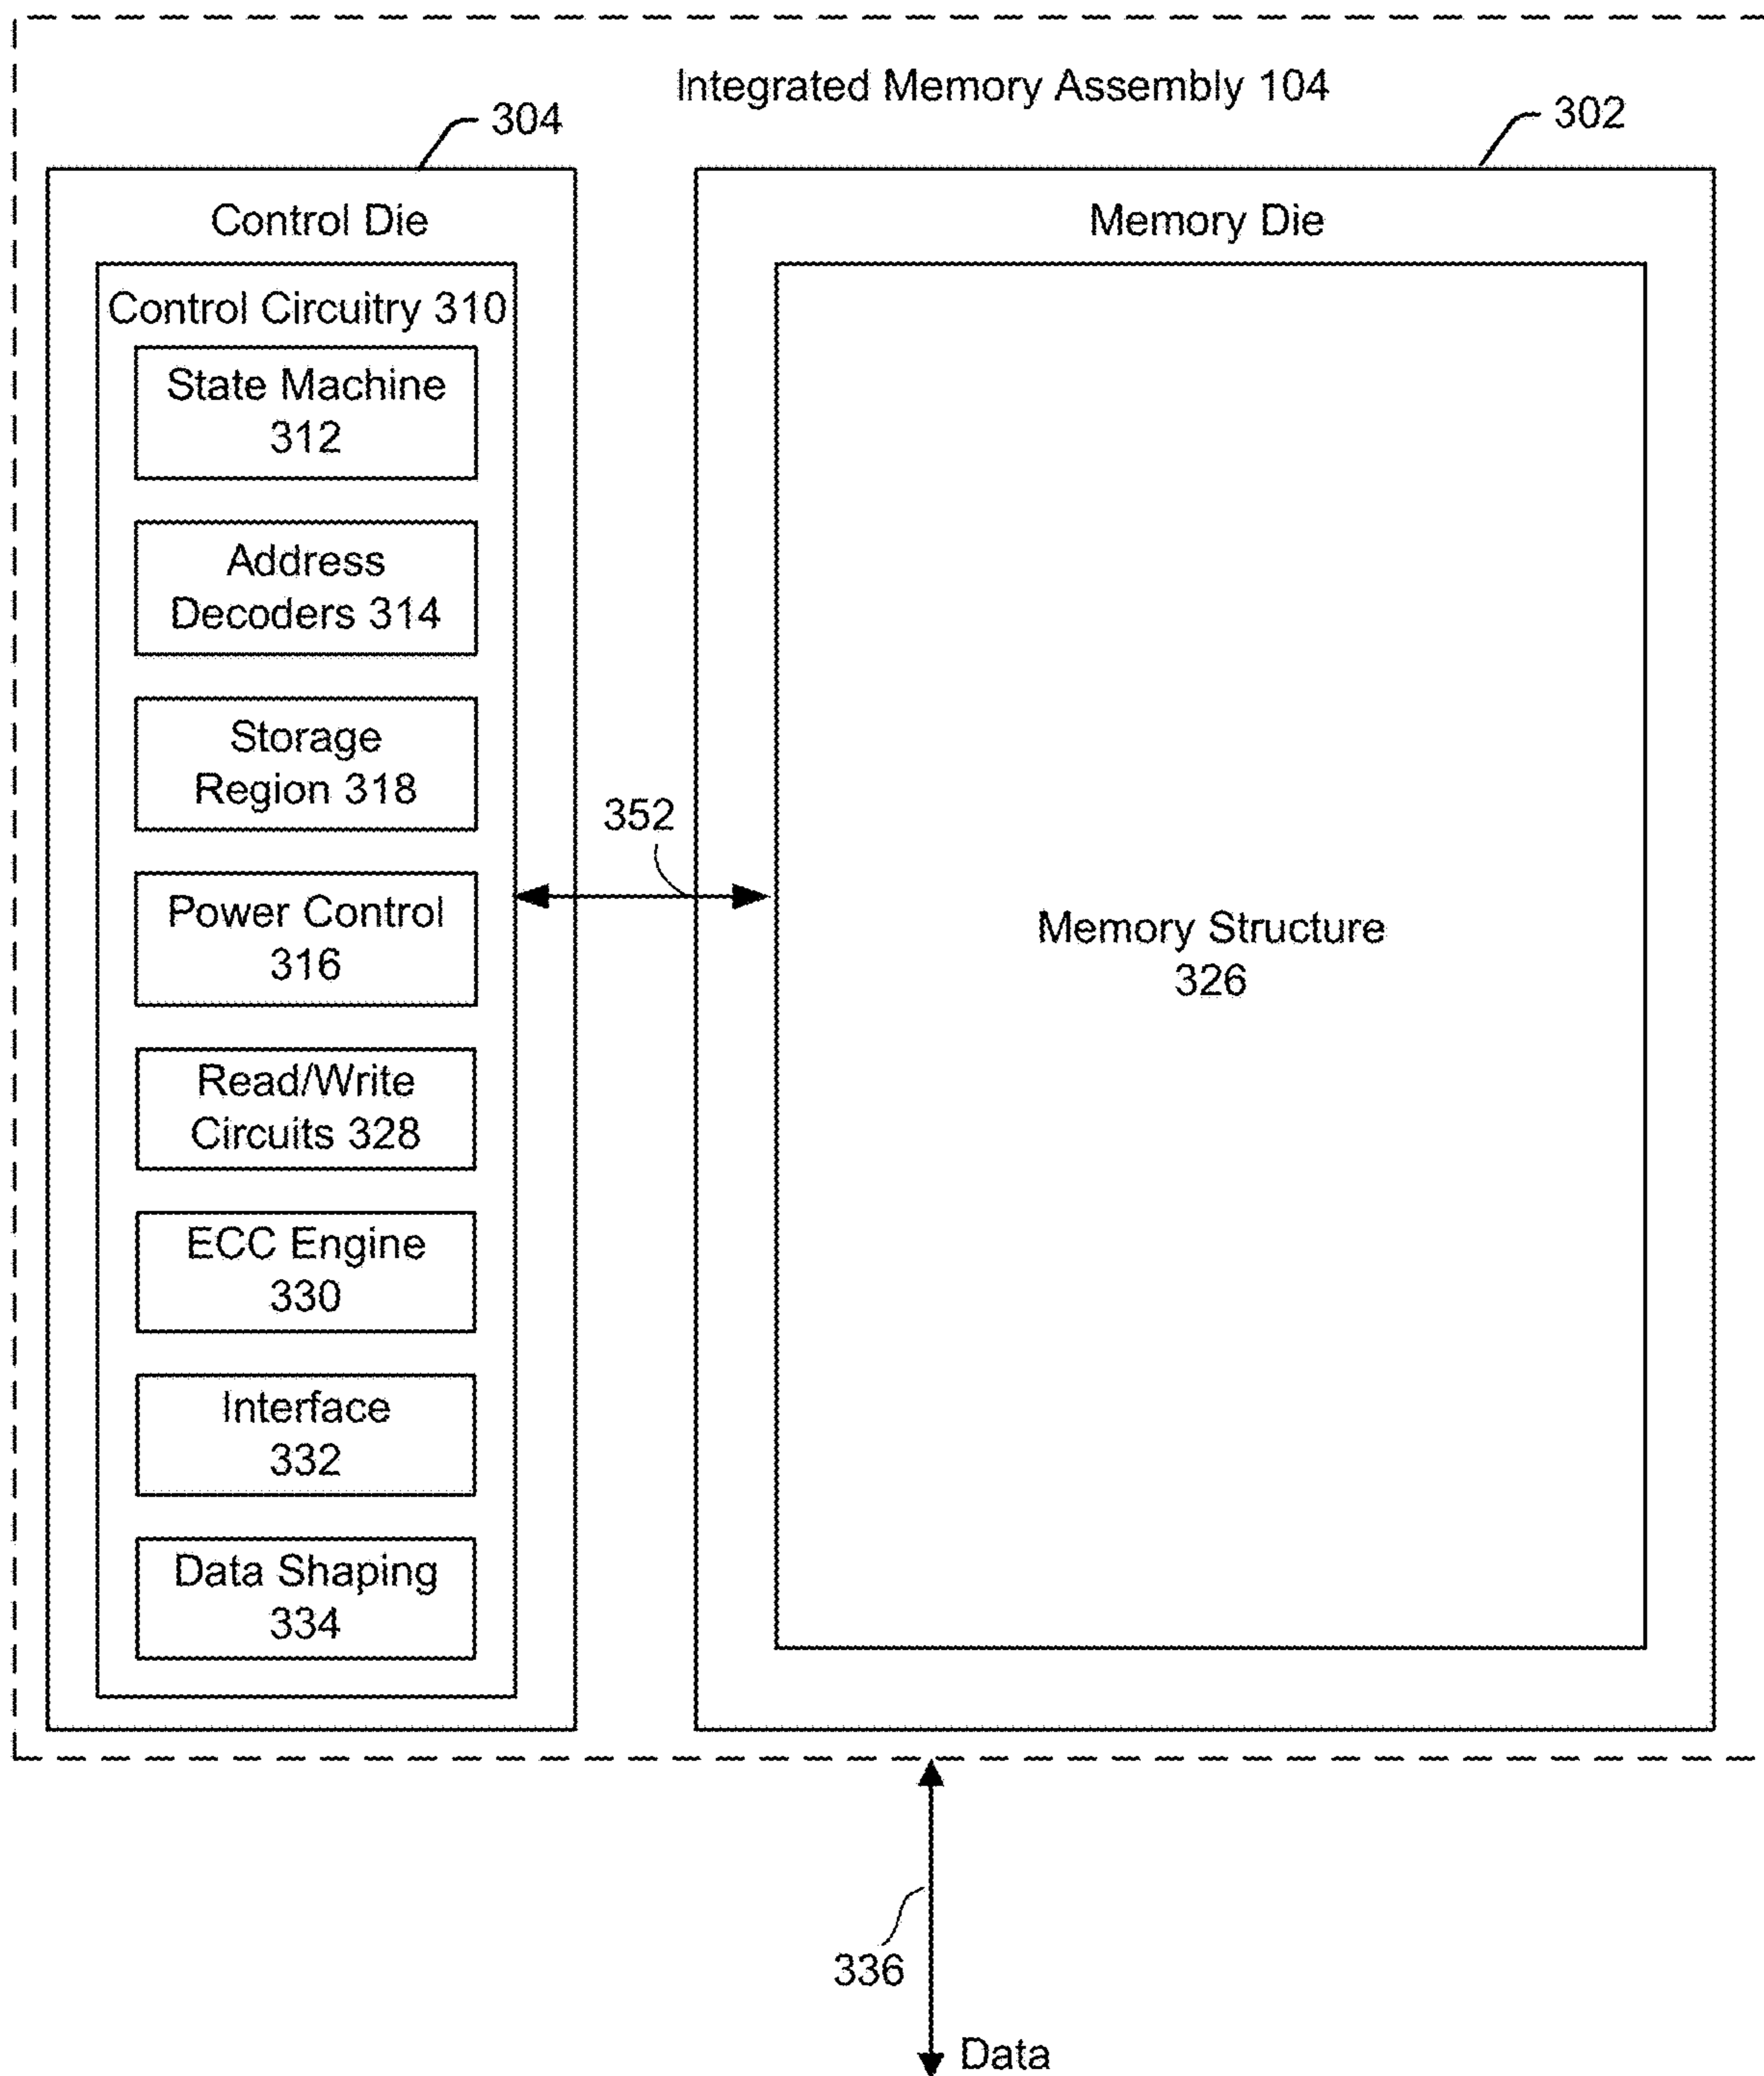 Integrated Memory Assembly 104
304
302
Control Die
Memory Die
Control Circuitry 310
State Machine
312
Address
Decoders 314
Storage
Region 318
352
Power Control
316
Memory Structure
326
Read/Write
Circuits 328
ECC Engine
330
Interface
332
Data Shaping
334
336
Data